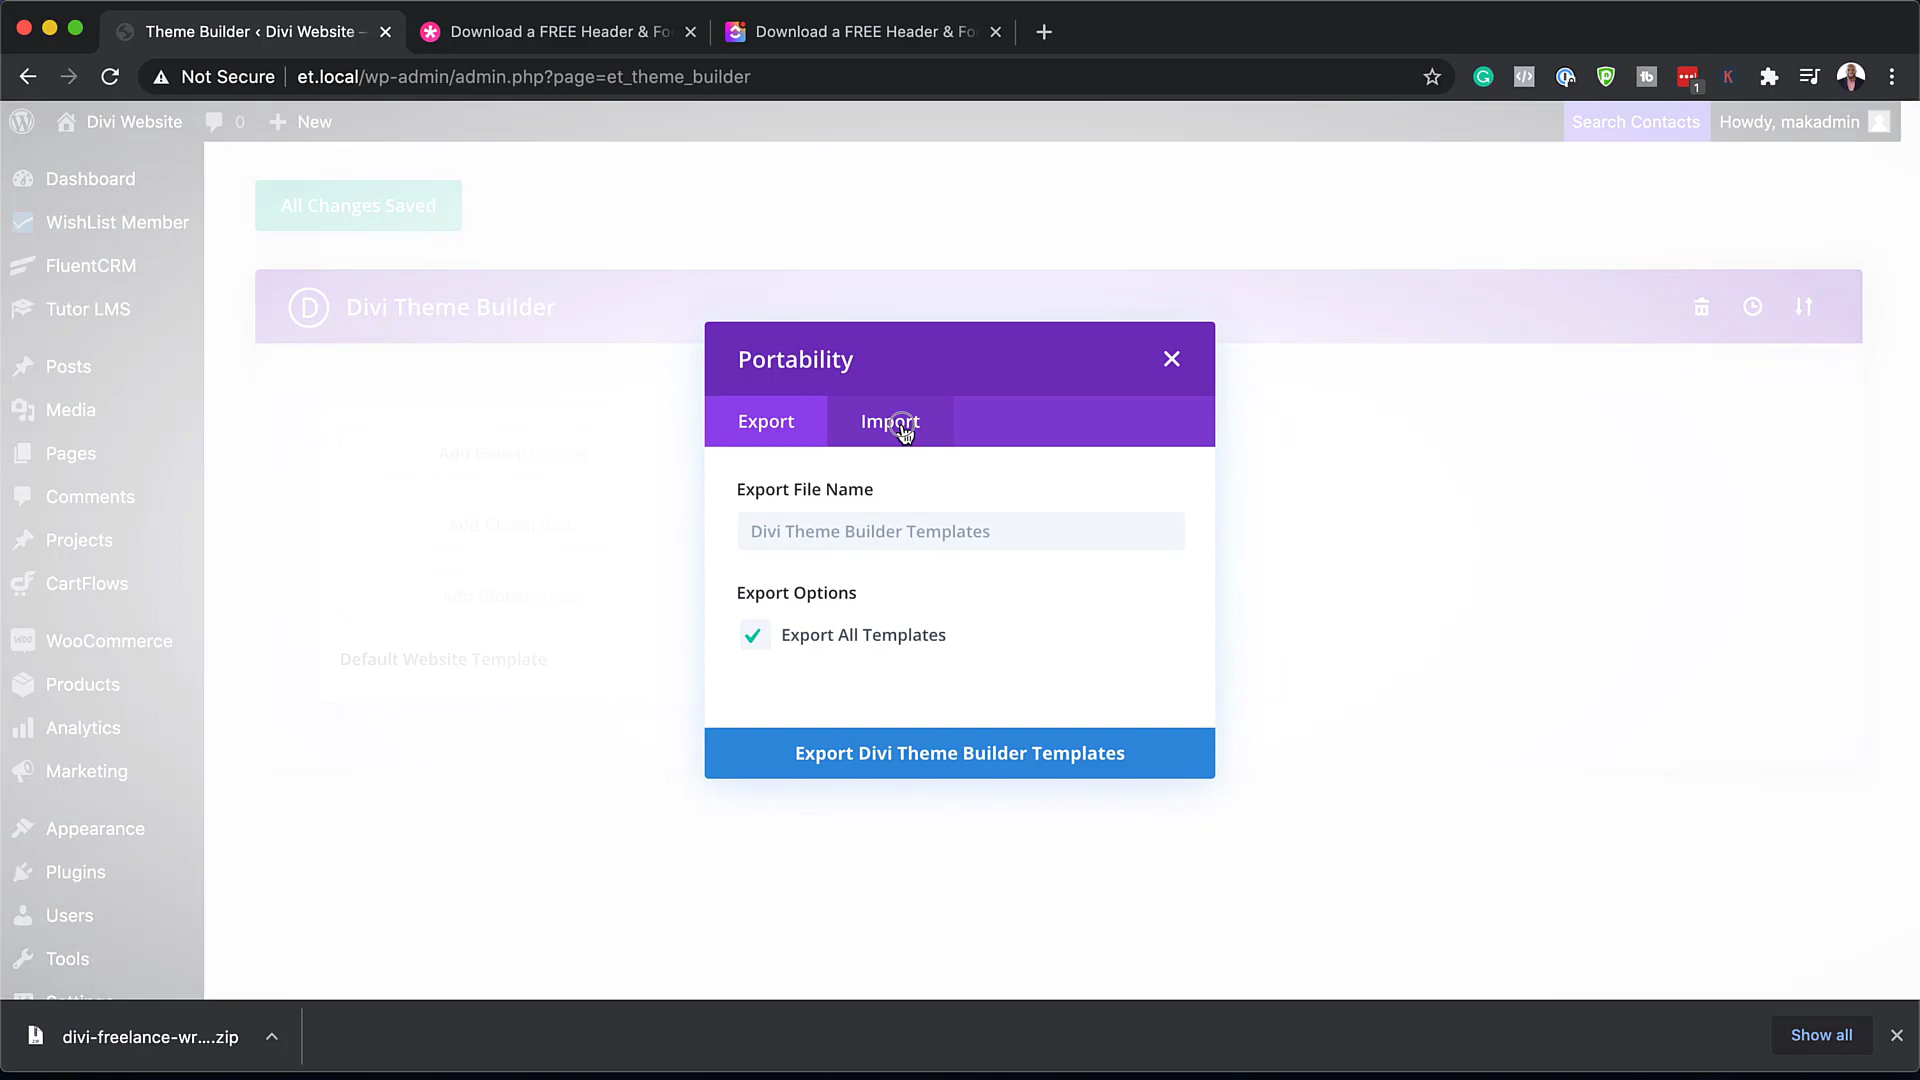 Theme Builder ‹ Divi Website –
Download a FREE Header & Fo
Download a FREE Header & Fo
Not Secure
et.local/wp-admin/admin.php?page=et_theme_builder
tb
1
K
Divi Website
0
New
Search Contacts
Howdy, makadmin
Dashboard
WishList Member
FluentCRM
Tutor LMS
Posts
Media
Pages
Comments
Projects
CartFlows
WooCommerce
Products
Analytics
Marketing
Appearance
Plugins
Users
Tools
Settings
All Changes Saved
D
Divi Theme Builder
Add Global Header
Add Global Body
Add Global Footer
Default Website Template
Portability
Export
Import
Export File Name
Divi Theme Builder Templates
Export Options
Export All Templates
Export Divi Theme Builder Templates
divi-freelance-wr....zip
Show all